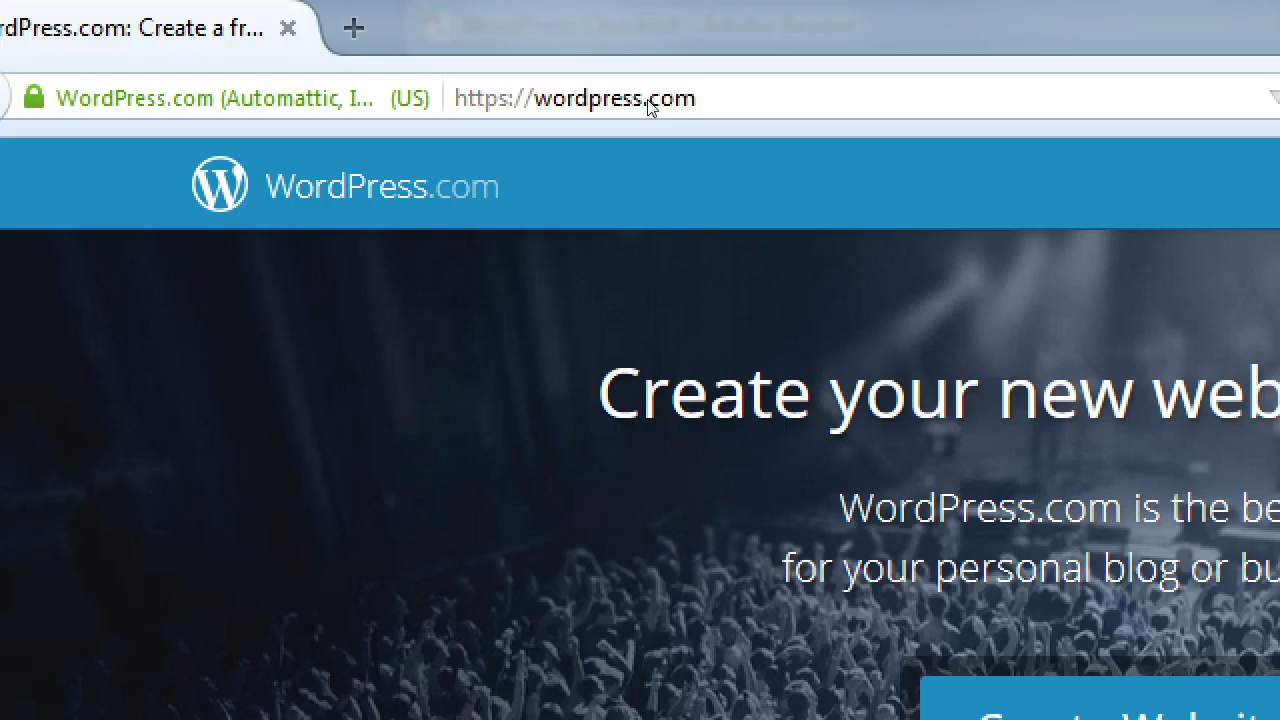 rdPress.com: Create a fr...
WordPress.com (Automattic, I... (US) https://wordpress.com
WordPress.com
Create your new web
WordPress.com is the be
for your personal blog or bu